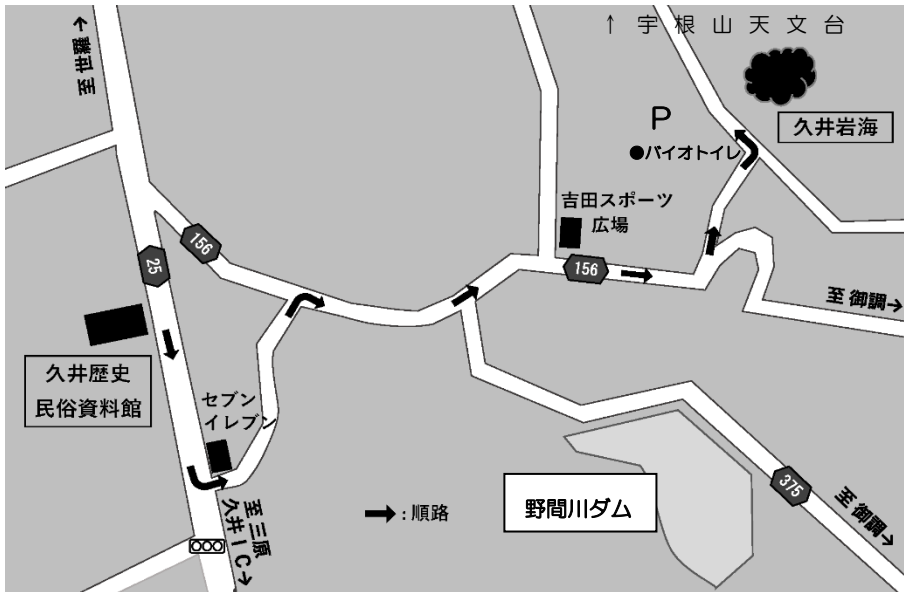 ↑ 宇根山天文台
至 世羅→
P
久井岩海
●バイオトイレ
吉田スポーツ
広場
156
25
156
至 御調→
久井歴史
民俗資料館
セブン
イレブン
375
至 御調→
野間川ダム
→：順路
至三原
久井IC→